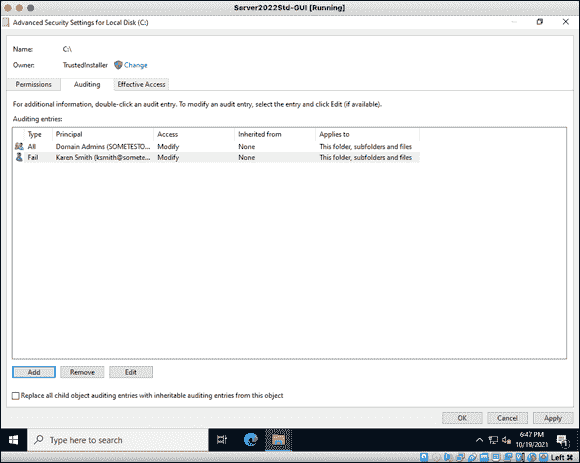 Server2022Std-GUI [Running]
Advanced Security Settings for Local Disk (C:)
Name: C:\
Owner: TrustedInstaller Change
Permissions Auditing Effective Access
For additional information, double-click an audit entry. To modify an audit entry, select the entry and click Edit (if available).
Auditing entries:
Type Principal Access Inherited from Applies to
All Domain Admins (SOMETESTO... Modify None This folder, subfolders and files
Fail Karen Smith (ksmith@somete... Modify None This folder, subfolders and files
Add Remove Edit
Replace all child object auditing entries with inheritable auditing entries from this object
OK Cancel Apply
Type here to search
6:47 PM
10/19/2021
1
Left ⌘